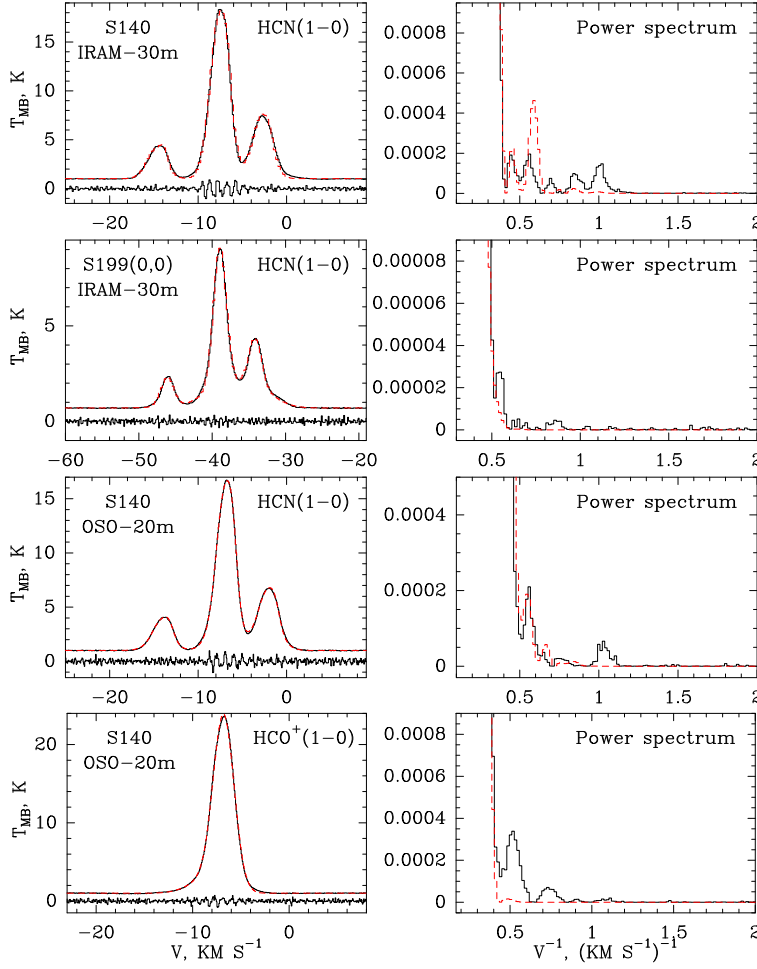 S140 HCN(1−0)
IRAM−30m
T_MB, K
15
10
5
0
−20 −10 0
Power spectrum
0.0008
0.0006
0.0004
0.0002
0
0.5 1 1.5 2
S199(0,0) HCN(1−0)
IRAM−30m
T_MB, K
5
0
−60 −50 −40 −30 −20
Power spectrum
0.00008
0.00006
0.00004
0.00002
0
0.5 1 1.5 2
S140 HCN(1−0)
OSO−20m
T_MB, K
15
10
5
0
−20 −10 0
Power spectrum
0.0004
0.0002
0
0.5 1 1.5 2
S140 HCO⁺(1−0)
OSO−20m
T_MB, K
20
10
0
−20 −10 0
V, KM S⁻¹
Power spectrum
0.0008
0.0006
0.0004
0.0002
0
0.5 1 1.5 2
V⁻¹, (KM S⁻¹)⁻¹